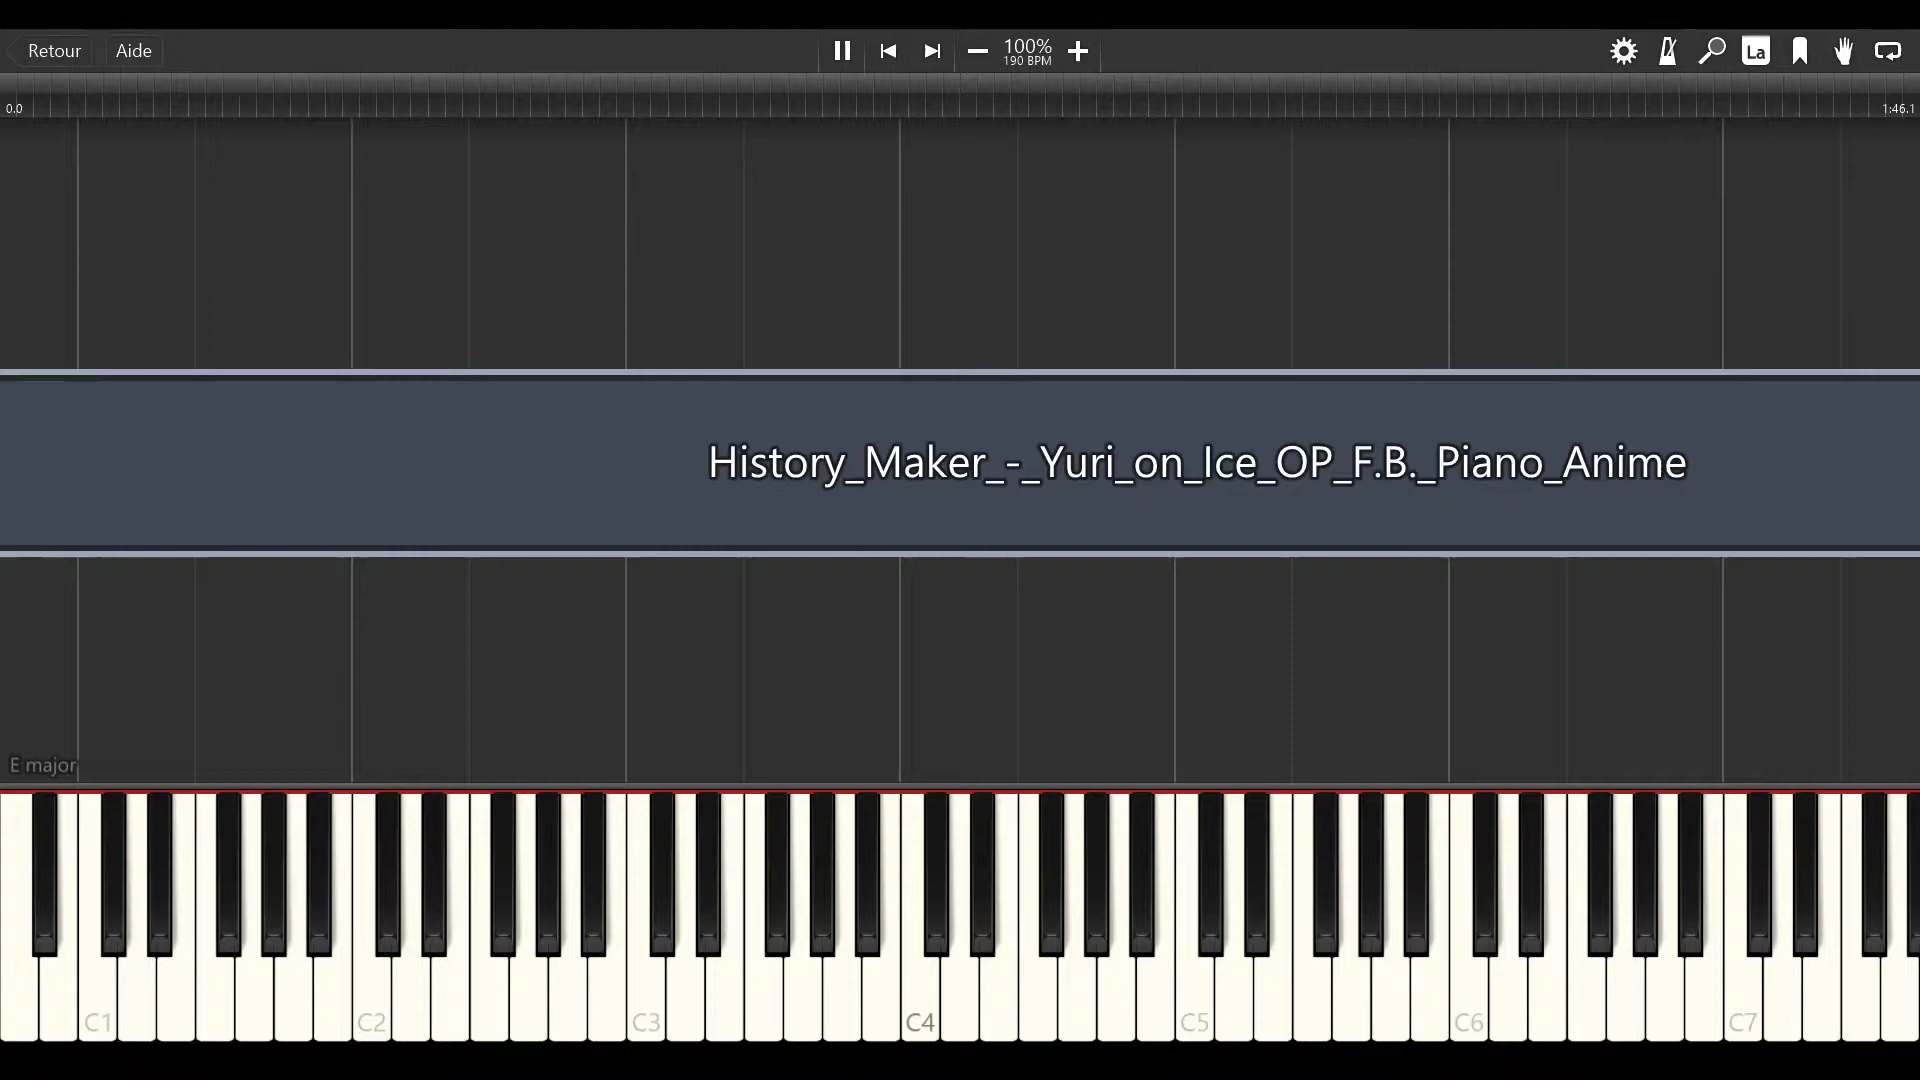 Retour
Aide
100%
190 BPM
La
0.0
1:46.1
History_Maker_-_Yuri_on_Ice_OP_F.B._Piano_Anime
E major
C1
C2
C3
C4
C5
C6
C7